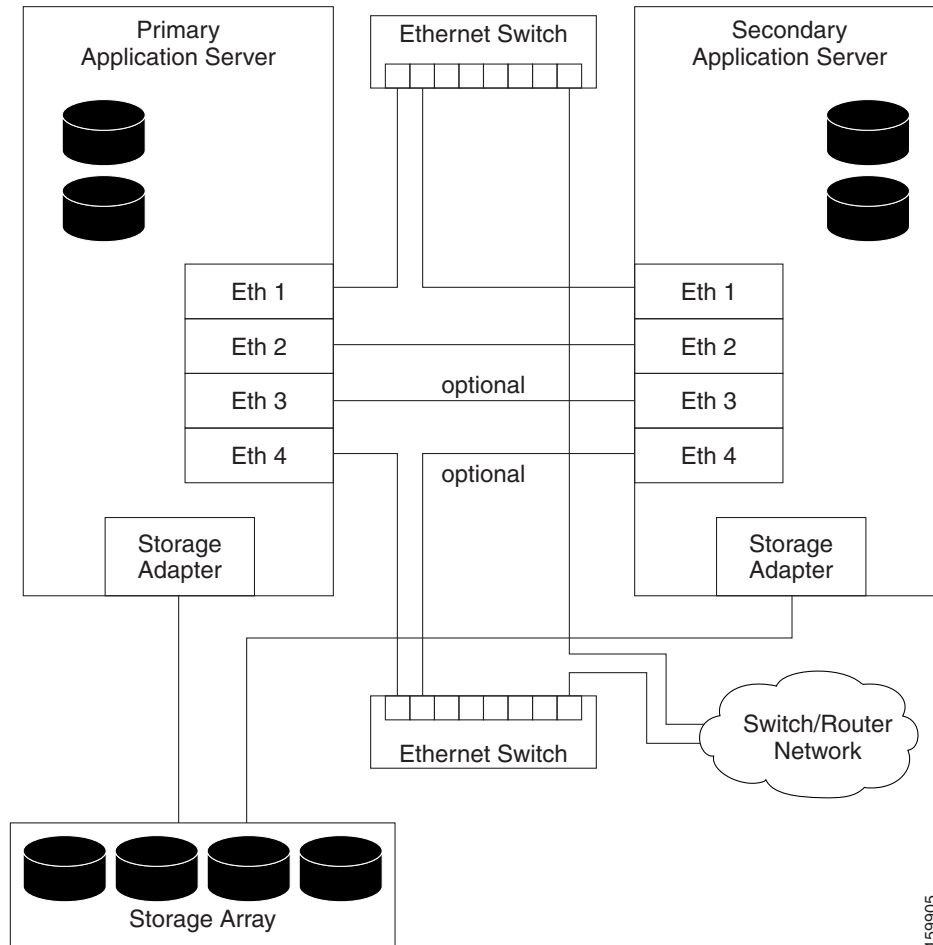 Primary
Application Server
Ethernet Switch
Secondary
Application Server
Eth 1
Eth 2
Eth 3
Eth 4
optional
optional
Eth 1
Eth 2
Eth 3
Eth 4
Storage
Adapter
Storage
Adapter
Ethernet Switch
Switch/Router
Network
Storage Array
159905